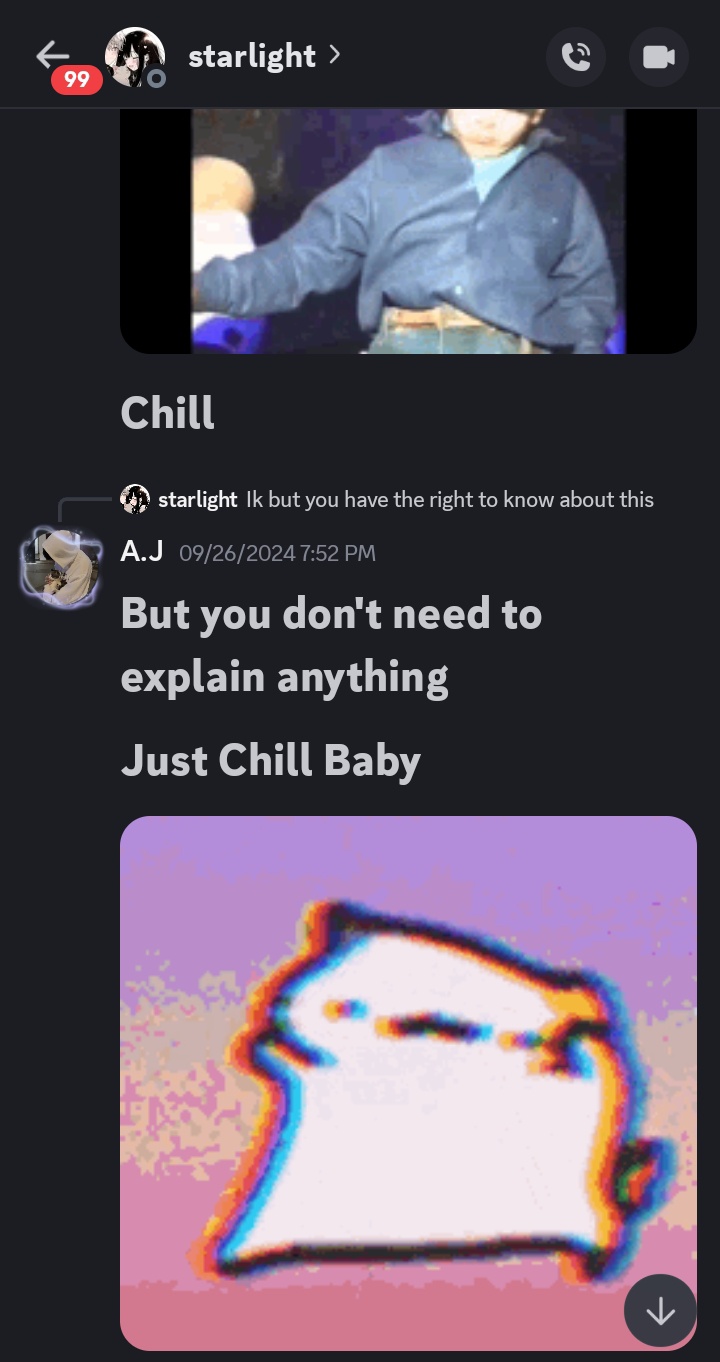 starlight
99
Chill
starlight Ik but you have the right to know about this
A.J 09/26/2024 7:52 PM
But you don't need to
explain anything
Just Chill Baby